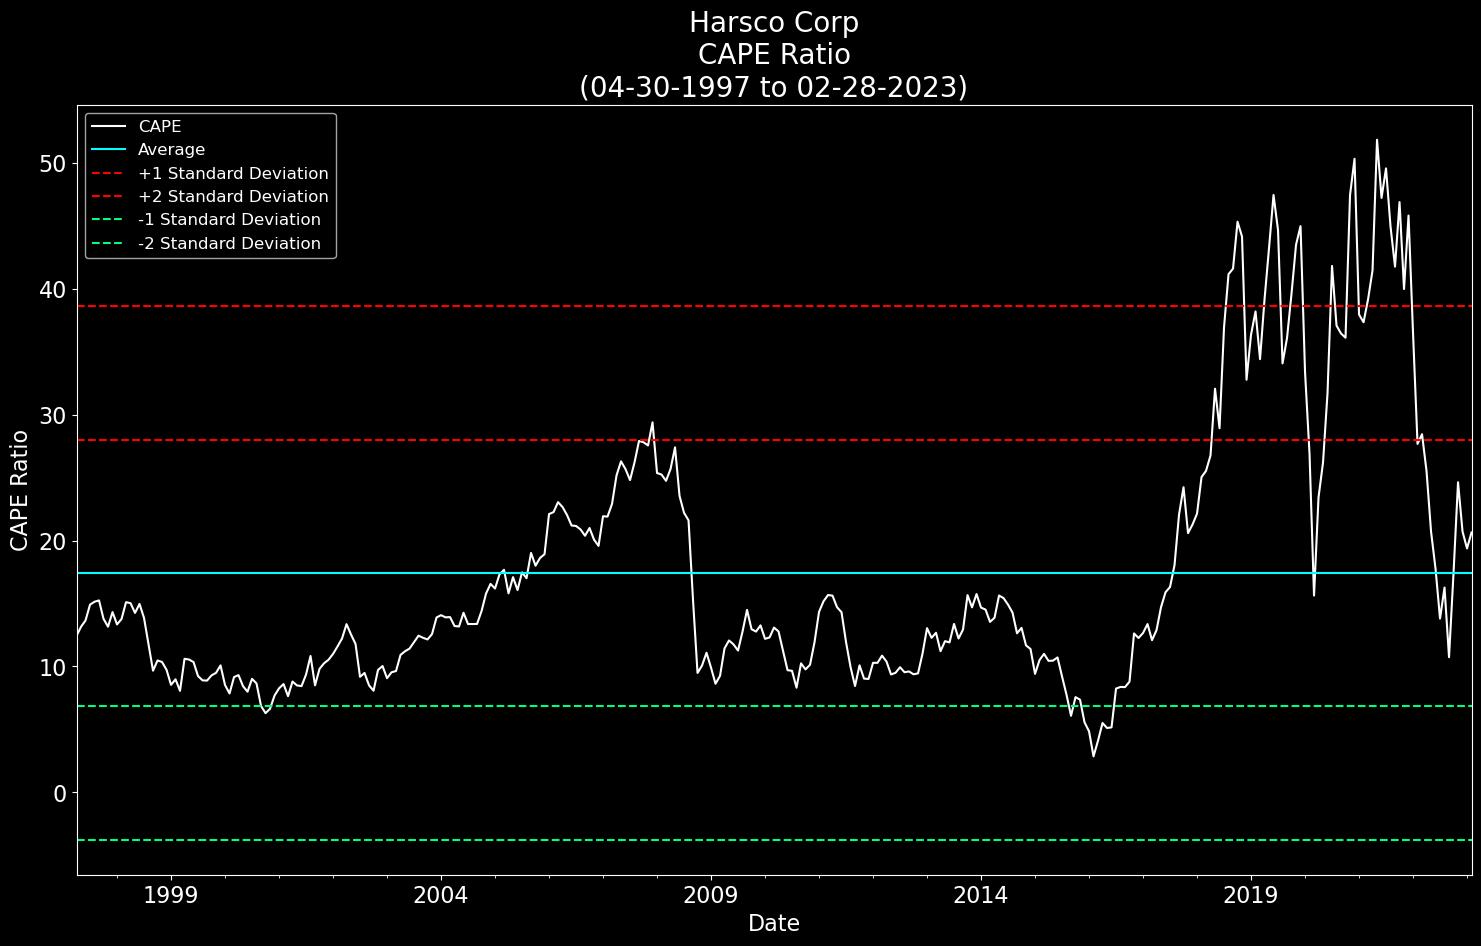 Harsco Corp
CAPE Ratio
(04-30-1997 to 02-28-2023)
CAPE
Average
+1 Standard Deviation
+2 Standard Deviation
-1 Standard Deviation
-2 Standard Deviation
CAPE Ratio
50
40
30
20
10
0
1999 2004 2009 2014 2019
Date